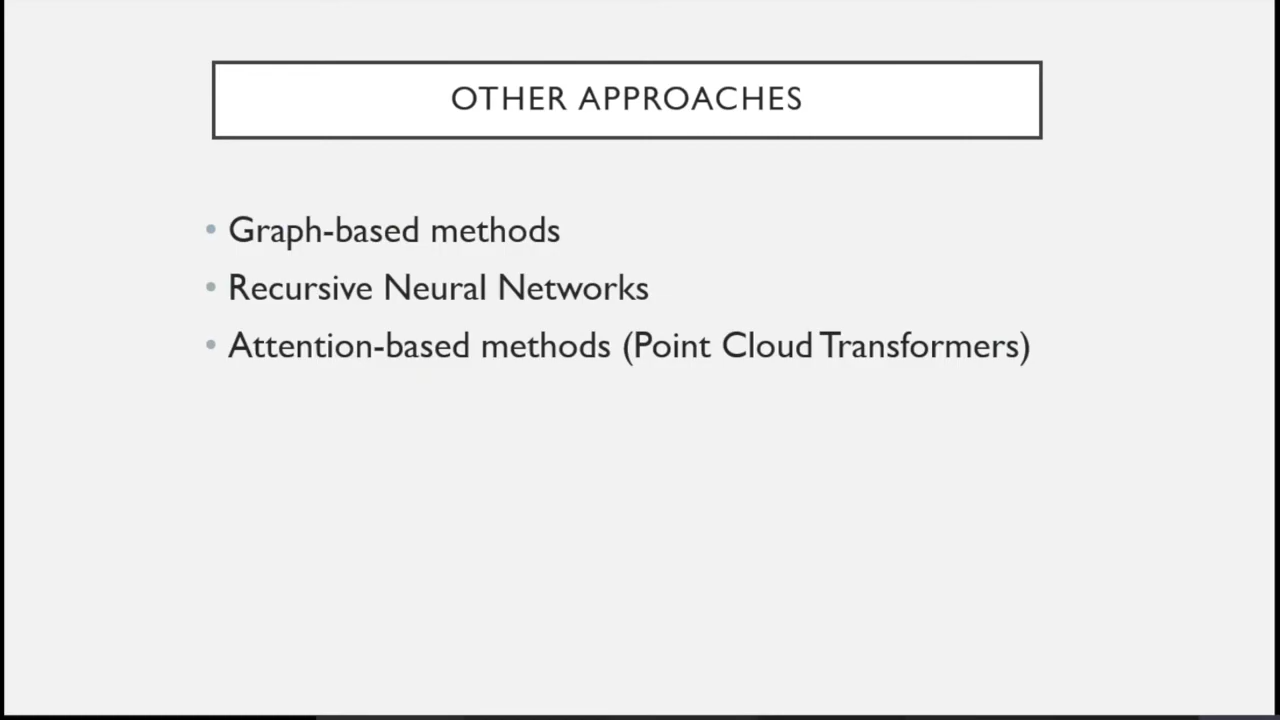 OTHER APPROACHES
• Graph-based methods
• Recursive Neural Networks
• Attention-based methods (Point Cloud Transformers)